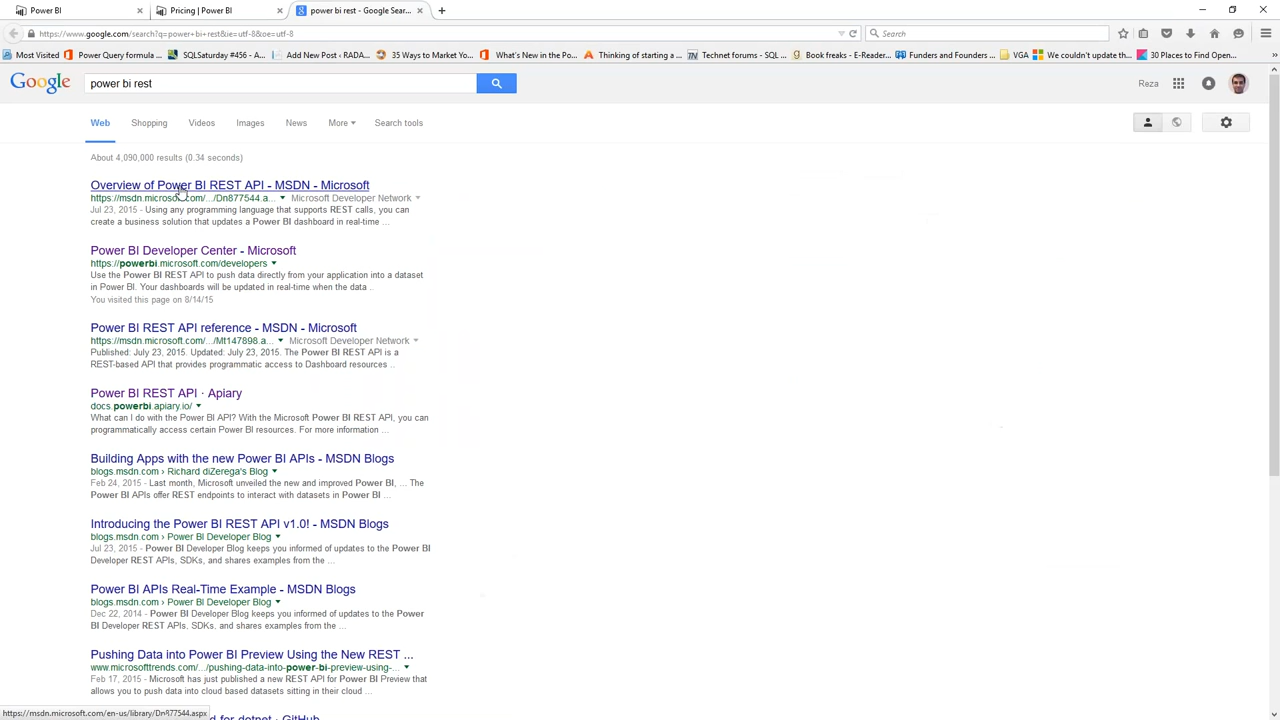 Power BI
Pricing | Power BI
power bi rest - Google Sear...
https://www.google.com/search?q=power+bi+rest&ie=utf-8&oe=utf-8
Search
Most Visited
Power Query formula ...
SQLSaturday #456 - A...
Add New Post ‹ RADA...
35 Ways to Market Yo...
What's New in the Po...
Thinking of starting a ...
Technet forums - SQL ...
Book freaks - E-Reader...
Founders and Founders ...
VGA
We couldn't update th...
30 Places to Find Open...
Google
power bi rest
Reza
Web
Shopping
Videos
Images
News
More
Search tools
About 4,090,000 results (0.34 seconds)
Overview of Power BI REST API - MSDN - Microsoft
https://msdn.microsoft.com/.../Dn877544.a... Microsoft Developer Network
Jul 23, 2015 - Using any programming language that supports REST calls, you can
create a business solution that updates a Power BI dashboard in real-time ...
Power BI Developer Center - Microsoft
https://powerbi.microsoft.com/developers
Use the Power BI REST API to push data directly from your application into a dataset
in Power BI. Your dashboards will be updated in real-time when the data ..
You visited this page on 8/14/15
Power BI REST API reference - MSDN - Microsoft
https://msdn.microsoft.com/.../Mt147898.a... Microsoft Developer Network
Published: July 23, 2015. Updated: July 23, 2015. The Power BI REST API is a
REST-based API that provides programmatic access to Dashboard resources ..
Power BI REST API · Apiary
docs.powerbi.apiary.io/
What can I do with the Power BI API? With the Microsoft Power BI REST API, you can
programmatically access certain Power BI resources. For more information ...
Building Apps with the new Power BI APIs - MSDN Blogs
blogs.msdn.com › Richard diZerega's Blog
Feb 24, 2015 - Last month, Microsoft unveiled the new and improved Power BI, ... The
Power BI APIs offer REST endpoints to interact with datasets in Power BI ...
Introducing the Power BI REST API v1.0! - MSDN Blogs
blogs.msdn.com › Power BI Developer Blog
Jul 23, 2015 - Power BI Developer Blog keeps you informed of updates to the Power BI
Developer REST APIs, SDKs, and shares examples from the ...
Power BI APIs Real-Time Example - MSDN Blogs
blogs.msdn.com › Power BI Developer Blog
Dec 22, 2014 - Power BI Developer Blog keeps you informed of updates to the Power
BI Developer REST APIs, SDKs, and shares examples from the ...
Pushing Data into Power BI Preview Using the New REST ...
www.microsofttrends.com/.../pushing-data-into-power-bi-preview-using-...
Feb 17, 2015 - Microsoft has just published a new REST API for Power BI Preview that
allows you to push data into cloud based datasets sitting in their cloud ...
for dotnet · GitHub
https://msdn.microsoft.com/en-us/library/Dn877544.aspx